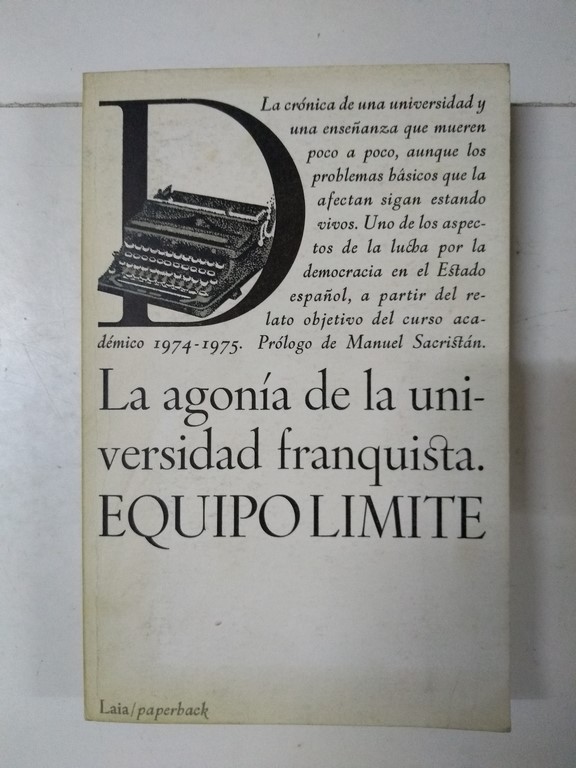 D
La crónica de una universidad y
una enseñanza que mueren
poco a poco, aunque los
problemas básicos que la
afectan sigan estando
vivos. Uno de los aspec-
tos de la lucha por la
democracia en el Estado
español, a partir del re-
lato objetivo del curso aca-
démico 1974-1975. Prólogo de Manuel Sacristán.
La agonía de la uni-
versidad franquista.
EQUIPO LIMITE
Laia/paperback